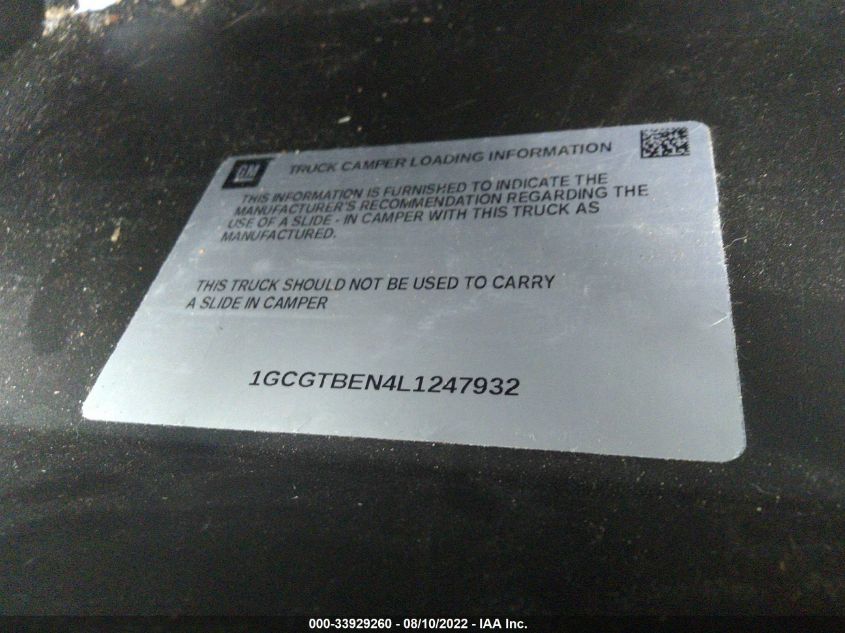 GM
TRUCK CAMPER LOADING INFORMATION
THIS INFORMATION IS FURNISHED TO INDICATE THE
MANUFACTURER'S RECOMMENDATION REGARDING THE
USE OF A SLIDE - IN CAMPER WITH THIS TRUCK AS
MANUFACTURED.
THIS TRUCK SHOULD NOT BE USED TO CARRY
A SLIDE IN CAMPER
1GCGTBEN4L1247932
000-33929260 - 08/10/2022 - IAA Inc.